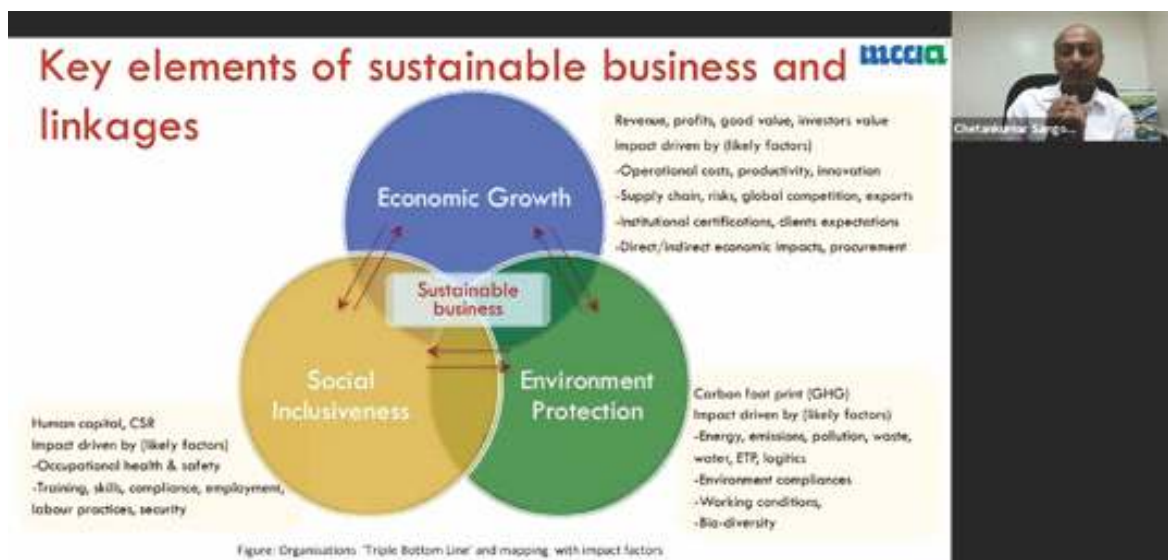 Key elements of sustainable business and
linkages
mccia
Chetankumar Sango...
Revenue, profits, good value, investors value
Impact driven by (likely factors)
-Operational costs, productivity, innovation
-Supply chain, risks, global competition, exports
-Institutional certifications, clients expectations
-Direct/indirect economic impacts, procurement
Economic Growth
Sustainable
business
Social
Inclusiveness
Environment
Protection
Human capital, CSR
Impact driven by (likely factors)
-Occupational health & safety
-Training, skills, compliance, employment,
labour practices, security
Carbon foot print (GHG)
Impact driven by (likely factors)
-Energy, emissions, pollution, waste,
water, ETP, logitics
-Environment compliances
-Working conditions,
-Bio-diversity
Figure: Organisations 'Triple Bottom Line' and mapping with impact factors